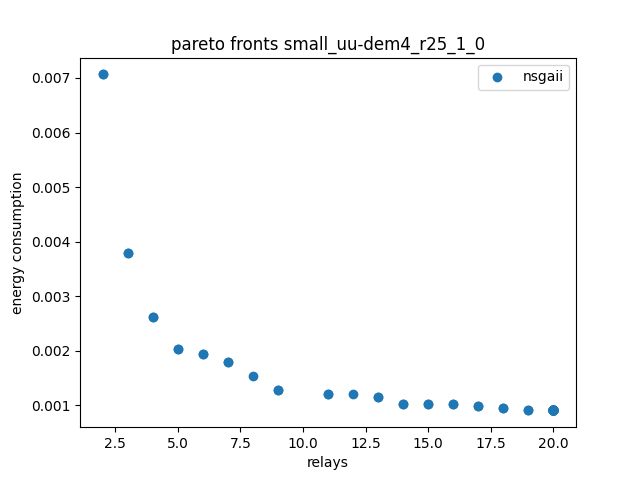 pareto fronts small_uu-dem4_r25_1_0
nsgaii
energy consumption
0.007
0.006
0.005
0.004
0.003
0.002
0.001
2.5 5.0 7.5 10.0 12.5 15.0 17.5 20.0
relays